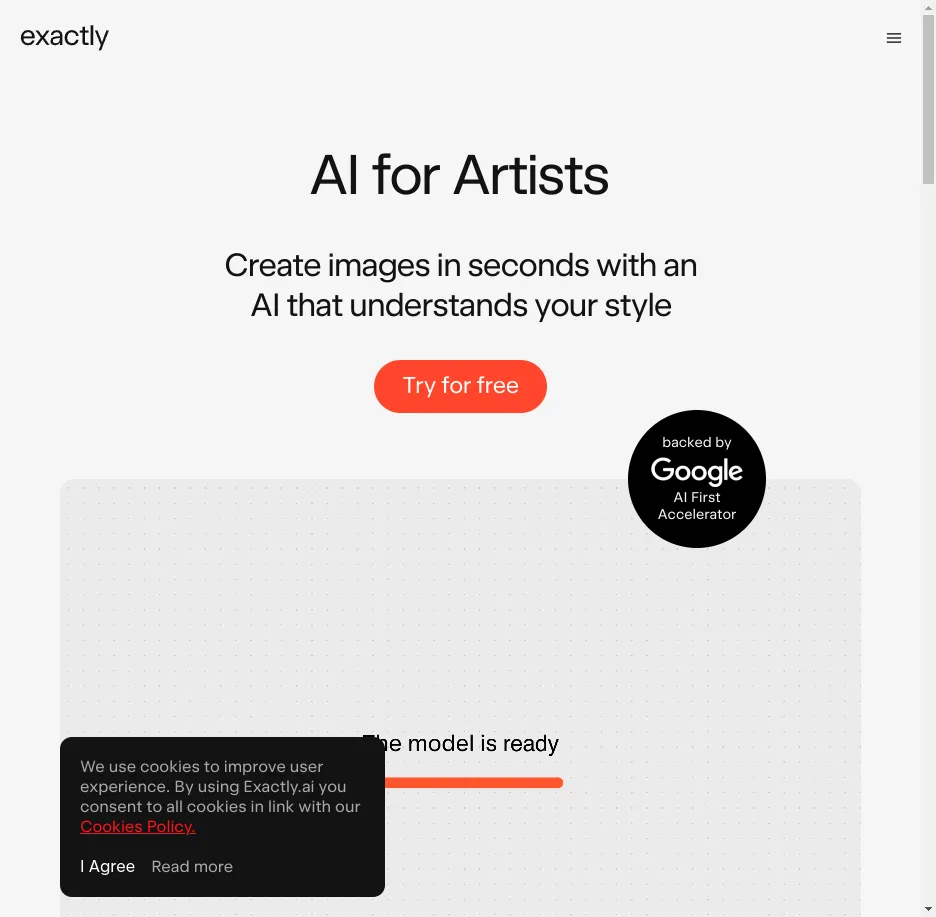 exactly
AI for Artists
Create images in seconds with an
AI that understands your style
Try for free
backed by
Google
AI First
Accelerator
The model is ready
We use cookies to improve user
experience. By using Exactly.ai you
consent to all cookies in link with our
Cookies Policy.
I Agree Read more